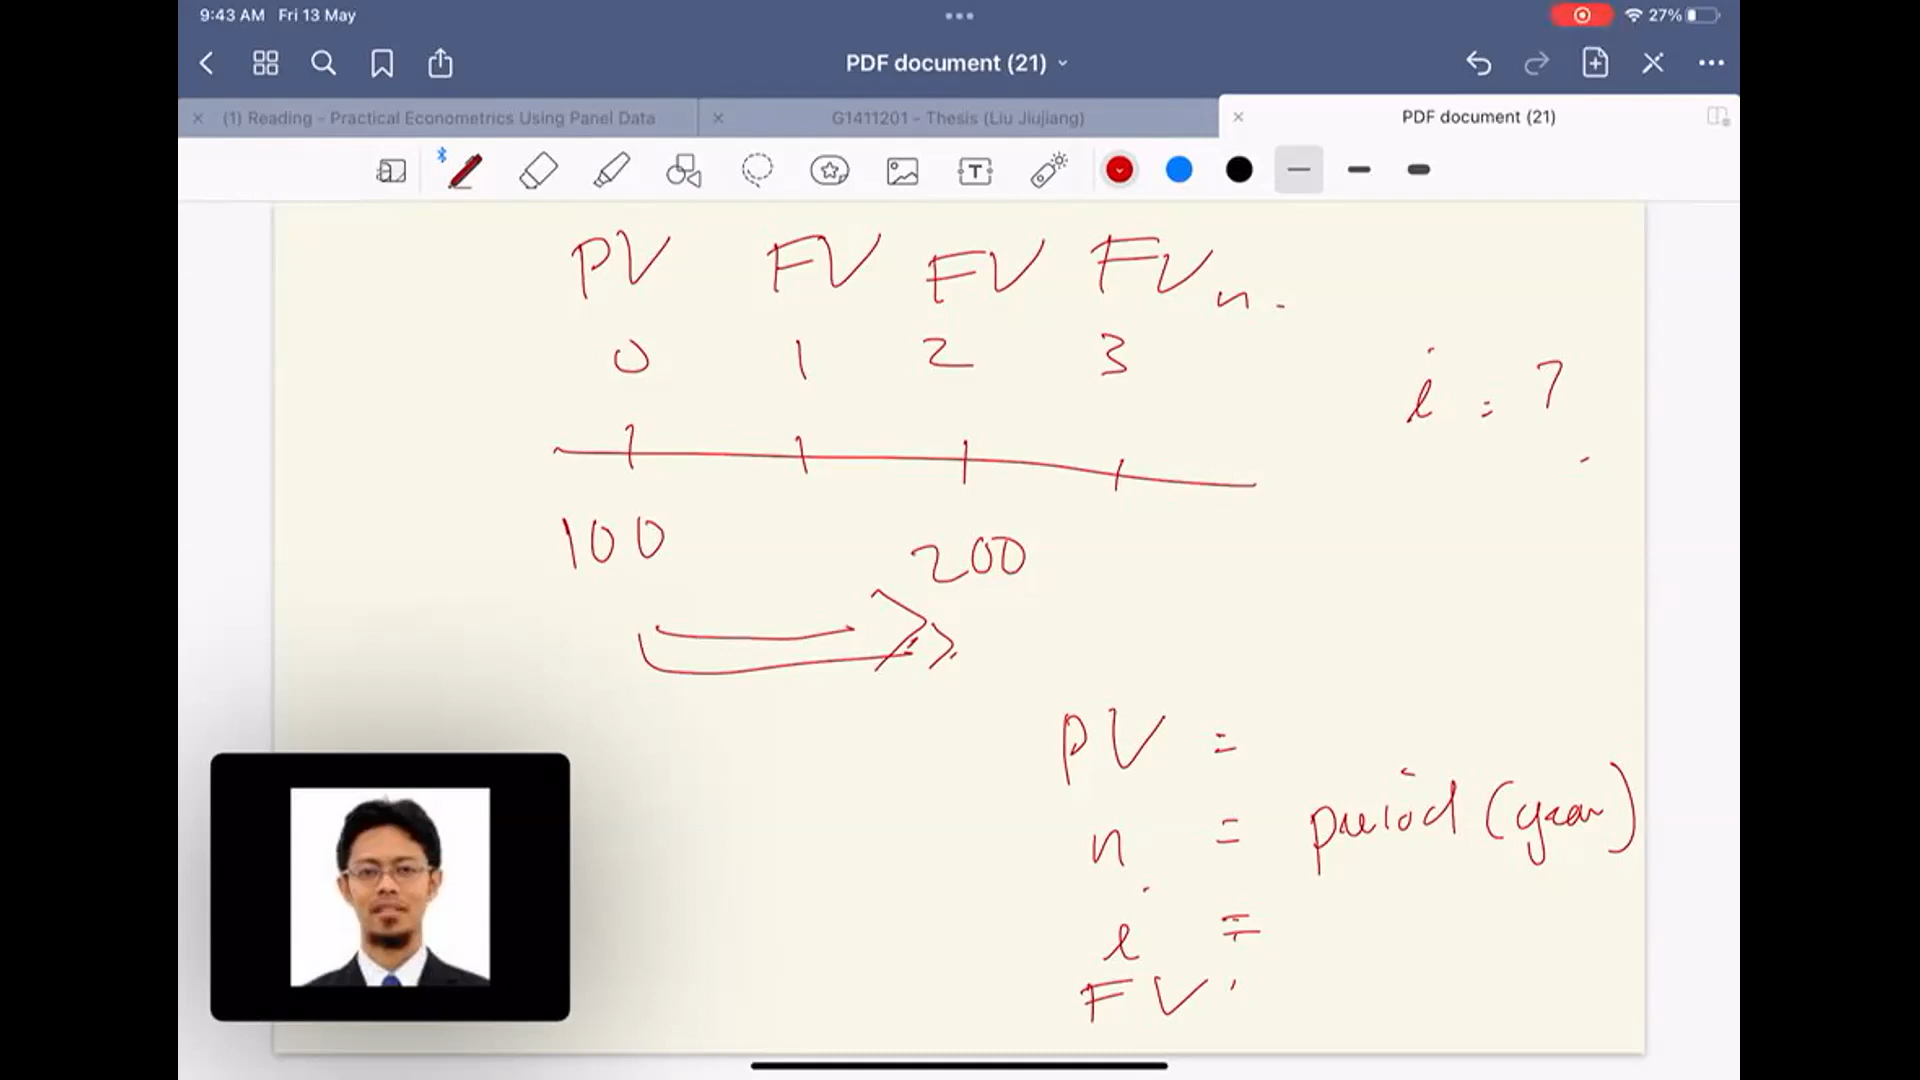 9:43 AM Fri 13 May
27%
PDF document (21)
(1) Reading - Practical Econometrics Using Panel Data
G1411201 - Thesis (Liu Jiujiang)
PDF document (21)
T
PV FV FV FVn.
0 1 2 3
i = ?
100 200
PV =
n = period (year)
i =
FV